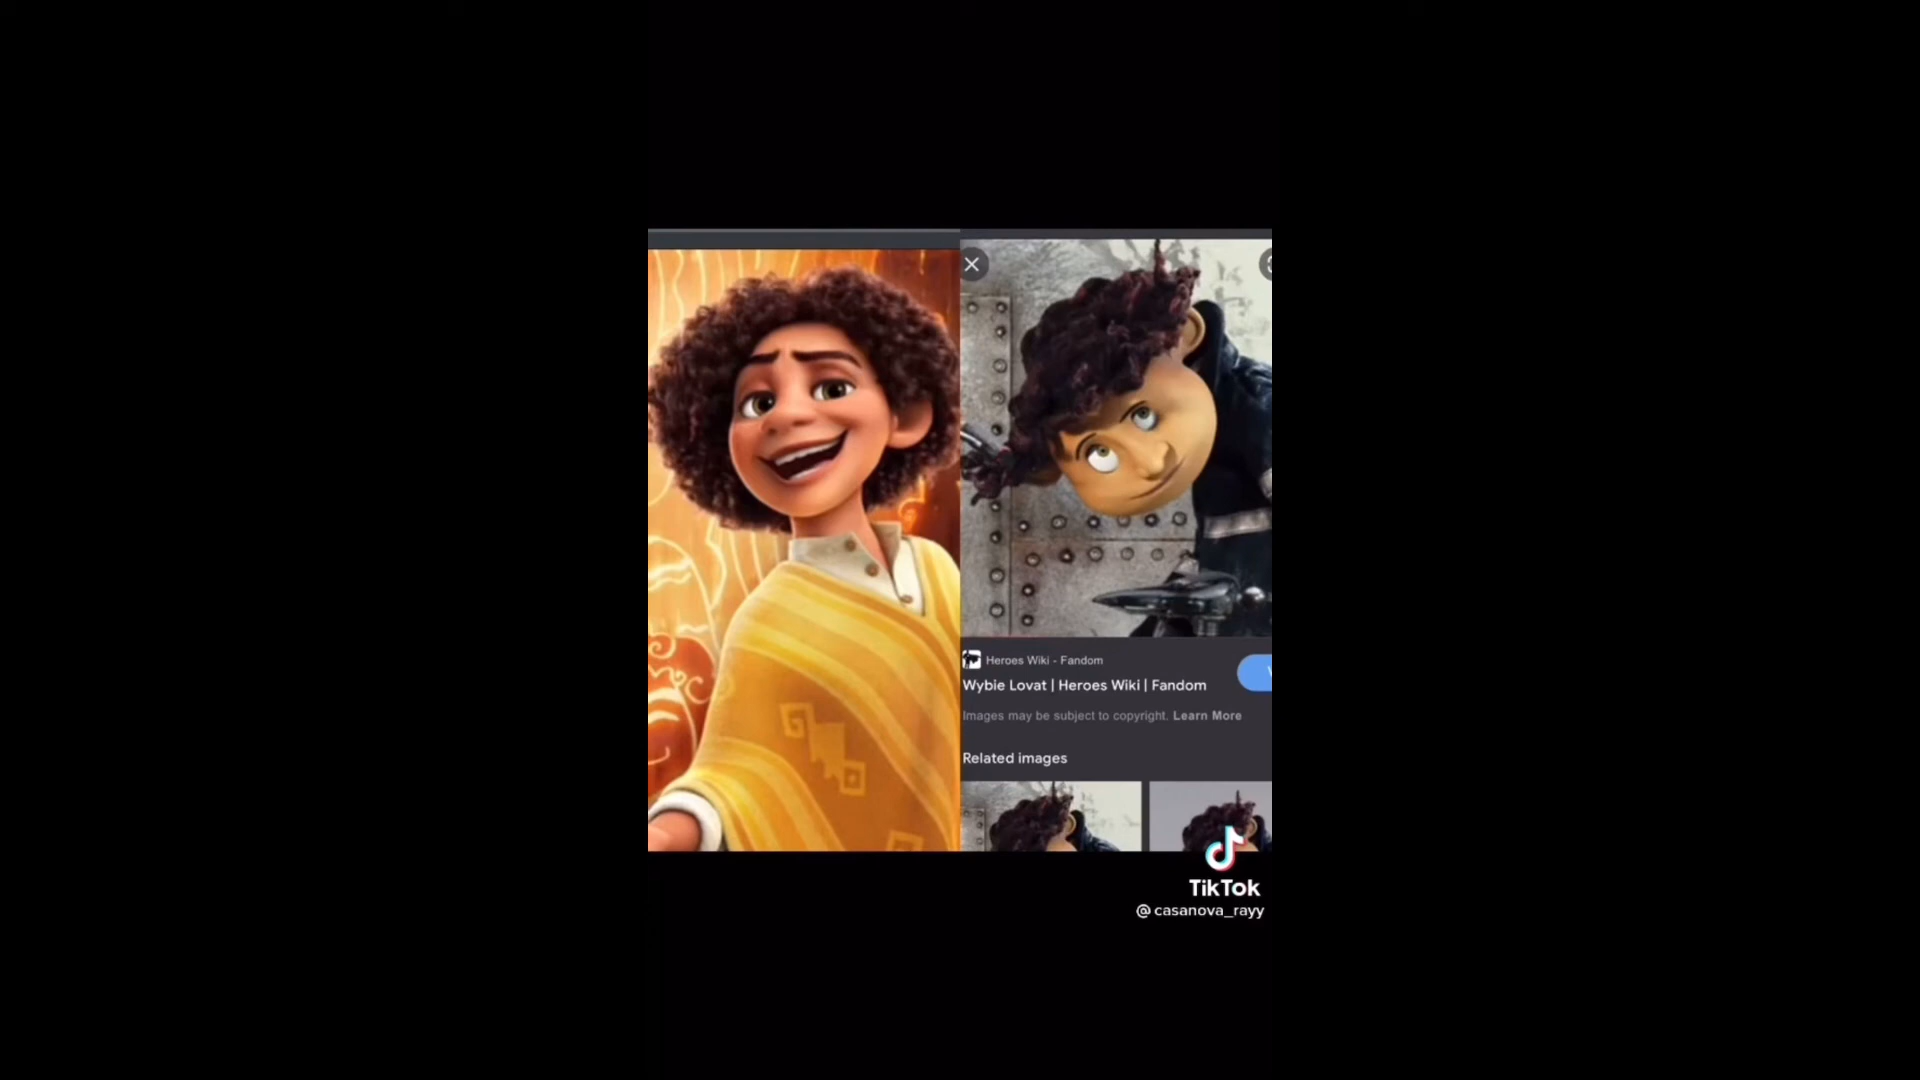 Heroes Wiki - Fandom
Wybie Lovat | Heroes Wiki | Fandom
Images may be subject to copyright. Learn More
Related images
TikTok
@casanova_rayy